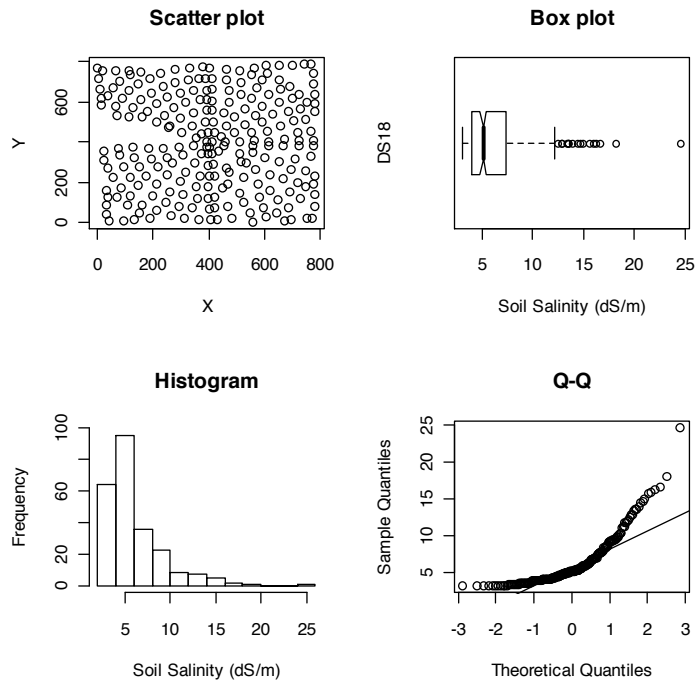 Scatter plot
Y
0 200 600
0 200 400 600 800
X
Box plot
DS18
5 10 15 20 25
Soil Salinity (dS/m)
Histogram
Frequency
0 20 60 100
5 10 15 20 25
Soil Salinity (dS/m)
Q-Q
Sample Quantiles
5 10 15 20 25
-3 -2 -1 0 1 2 3
Theoretical Quantiles